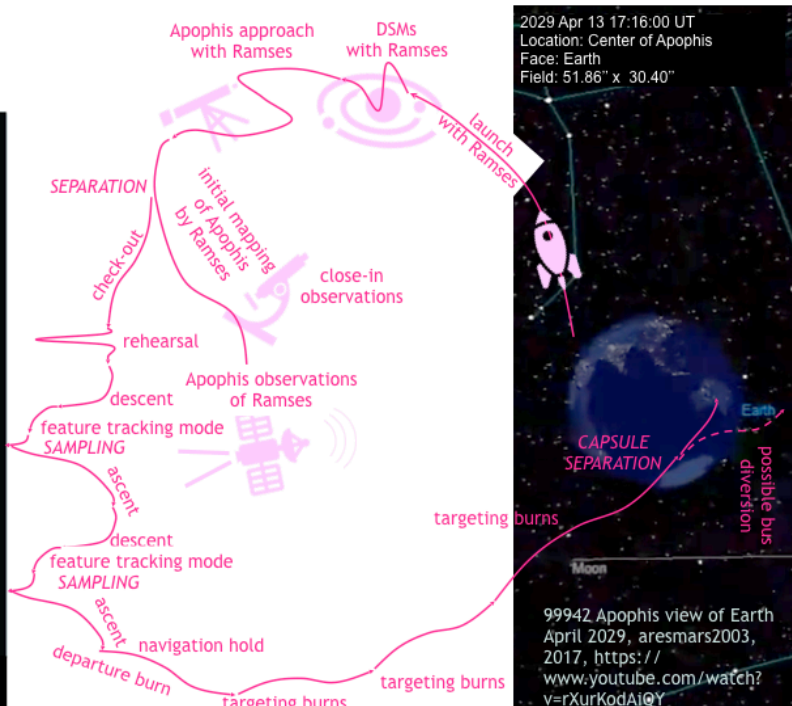 2029 Apr 13 17:16:00 UT
Location: Center of Apophis
Face: Earth
Field: 51.86" x 30.40"
DSMs
with Ramses
Apophis approach
with Ramses
launch
with Ramses
SEPARATION
initial mapping
of Apophis
by Ramses
check-out
close-in
observations
rehearsal
Apophis observations
of Ramses
descent
feature tracking mode
SAMPLING
ascent
descent
feature tracking mode
SAMPLING
ascent
navigation hold
departure burn
targeting burns
targeting burns
targeting burns
CAPSULE
SEPARATION
Earth
possible bus
diversion
Moon
99942 Apophis view of Earth
April 2029, aresmars2003,
2017, https://
www.youtube.com/watch?
v=rXurKodAiQY